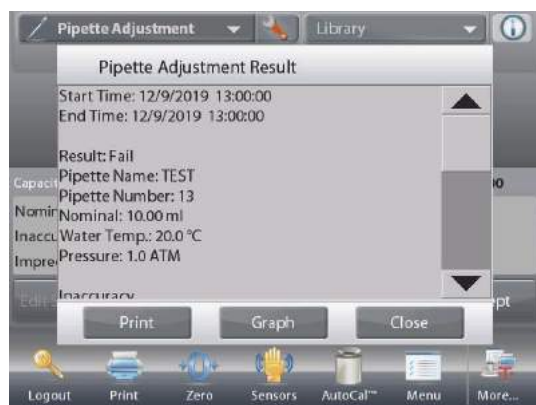 Pipette Adjustment
Library
Pipette Adjustment Result
Start Time: 12/9/2019 13:00:00
End Time: 12/9/2019 13:00:00
Result: Fail
Pipette Name: TEST
Pipette Number: 13
Nominal: 10.00 ml
Water Temp.: 20.0 °C
Pressure: 1.0 ATM
Inaccuracy
Print Graph Close
Logout Print Zero Sensors AutoCal™ Menu More...